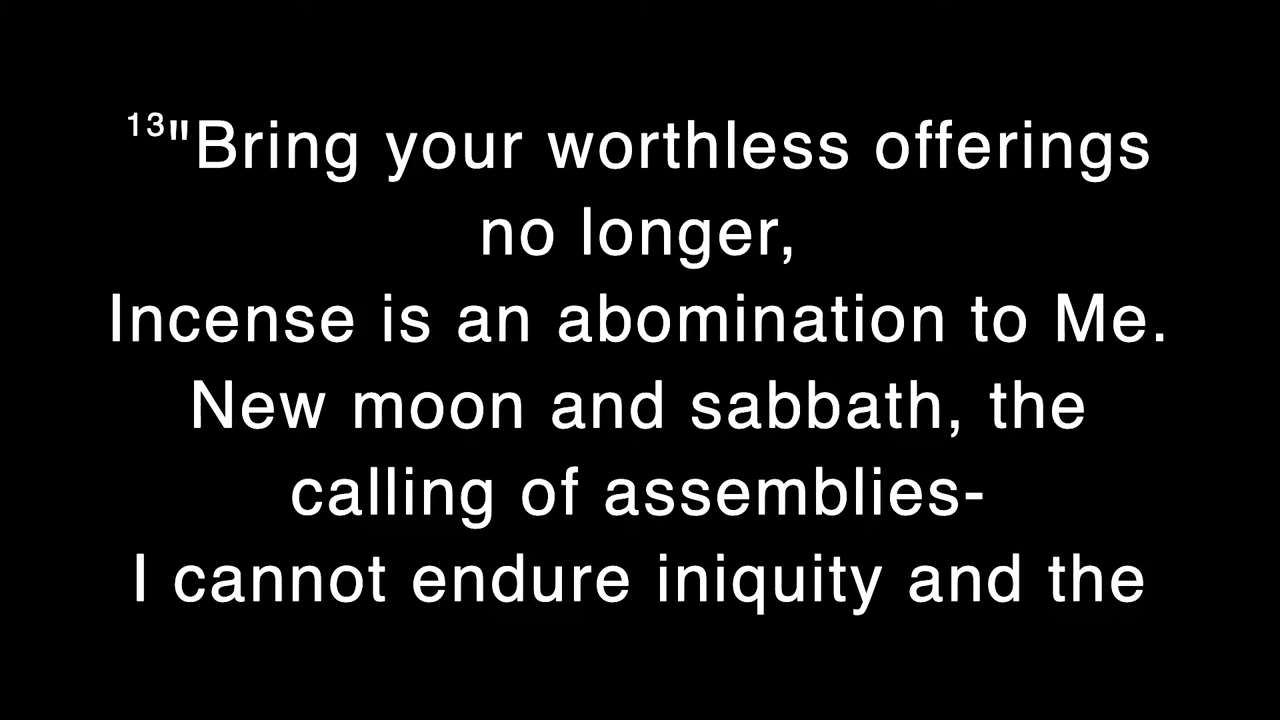 13"Bring your worthless offerings
no longer,
Incense is an abomination to Me.
New moon and sabbath, the
calling of assemblies-
I cannot endure iniquity and the